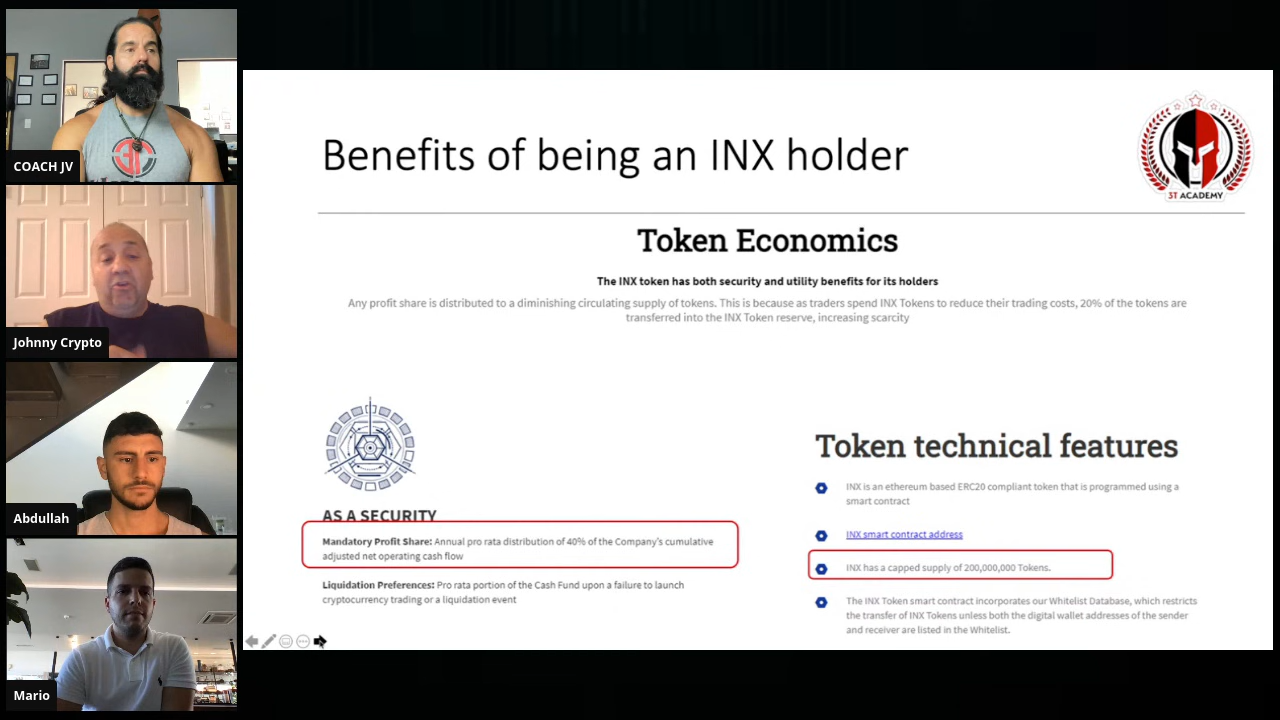 COACH JV
Johnny Crypto
Abdullah
Mario
Benefits of being an INX holder
3T ACADEMY
Token Economics
The INX token has both security and utility benefits for its holders
Any profit share is distributed to a diminishing circulating supply of tokens. This is because as traders spend INX Tokens to reduce their trading costs, 20% of the tokens are
transferred into the INX Token reserve, increasing scarcity
AS A SECURITY
Mandatory Profit Share: Annual pro rata distribution of 40% of the Company's cumulative
adjusted net operating cash flow
Liquidation Preferences: Pro rata portion of the Cash Fund upon a failure to launch
cryptocurrency trading or a liquidation event
Token technical features
INX is an ethereum based ERC20 compliant token that is programmed using a
smart contract
INX smart contract address
INX has a capped supply of 200,000,000 Tokens.
The INX Token smart contract incorporates our Whitelist Database, which restricts
the transfer of INX Tokens unless both the digital wallet addresses of the sender
and receiver are listed in the Whitelist.